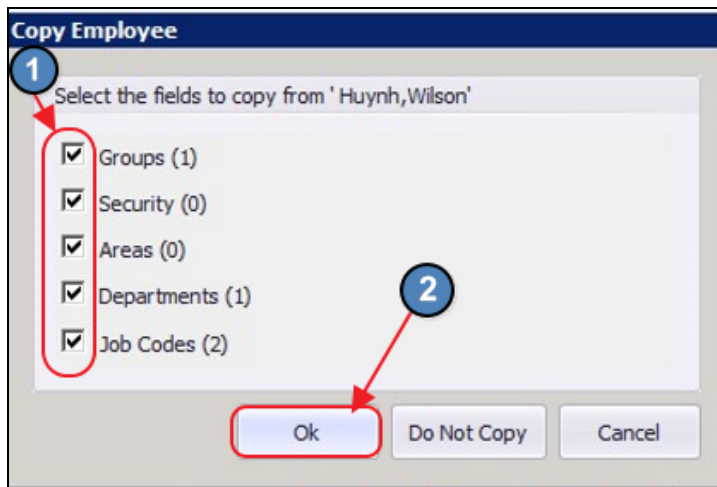 Copy Employee
1
Select the fields to copy from ' Huynh,Wilson'
Groups (1)
Security (0)
Areas (0)
Departments (1)
2
Job Codes (2)
Ok Do Not Copy Cancel